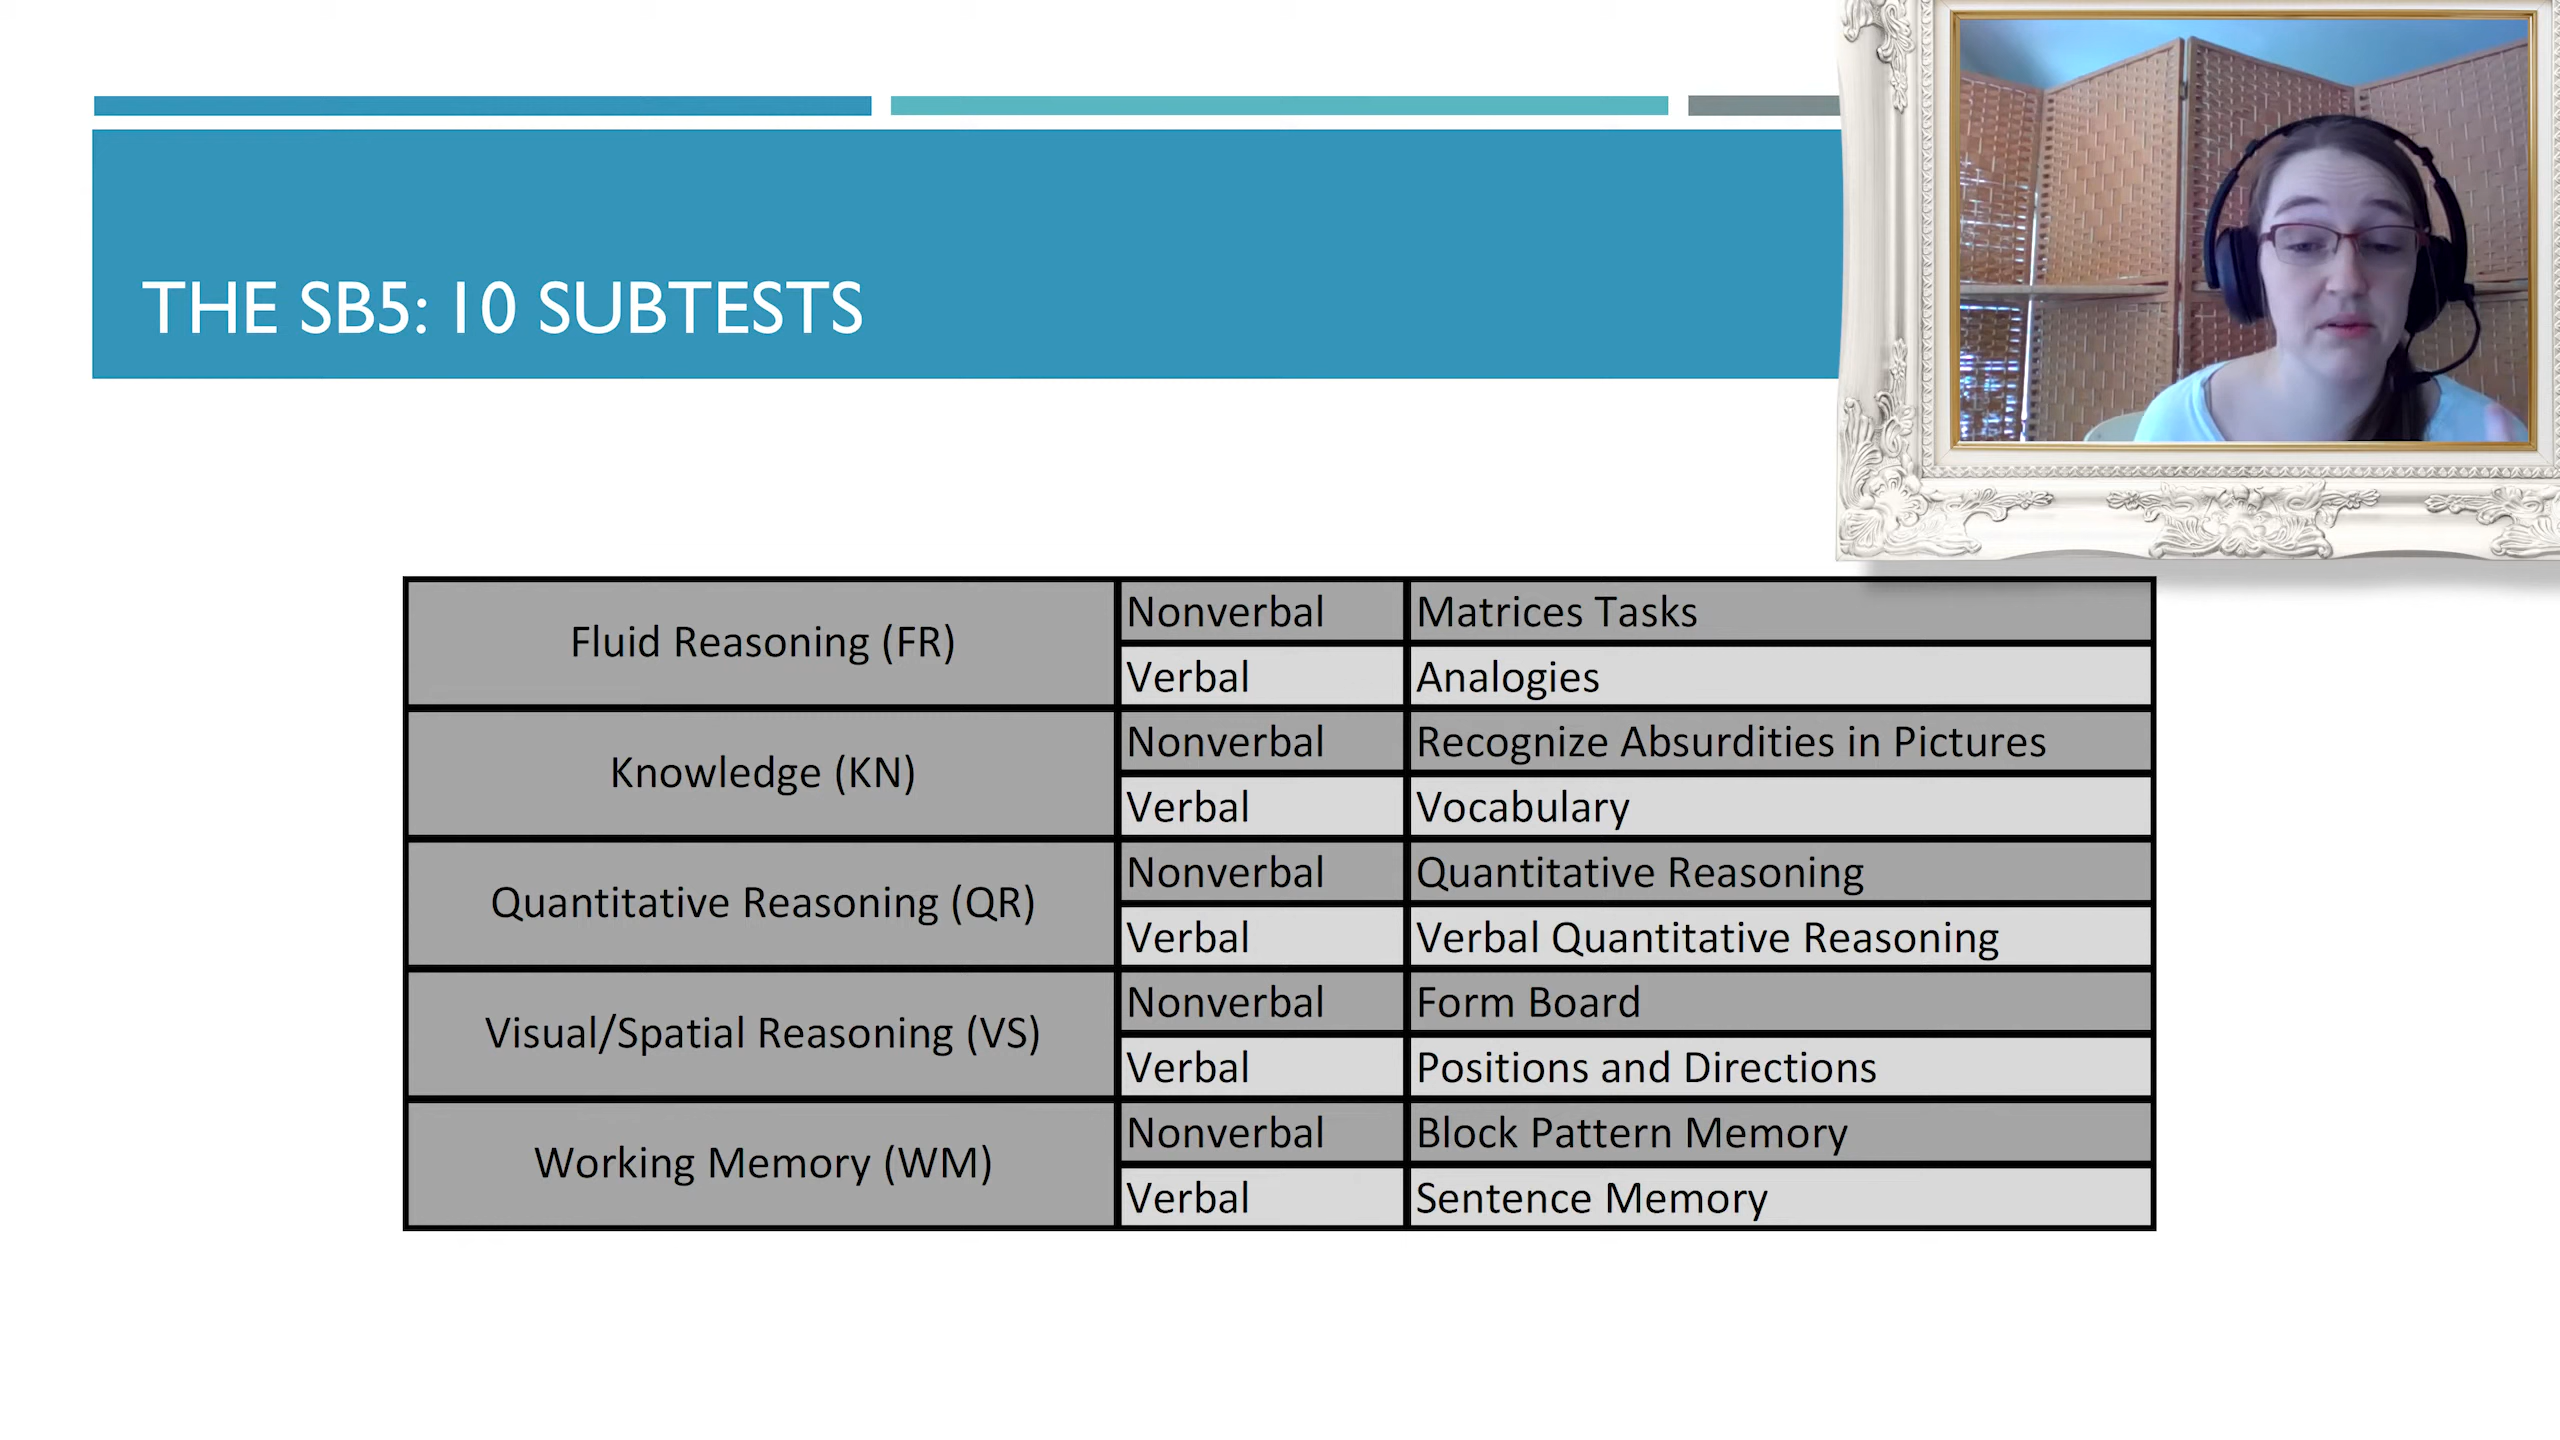 THE SB5: 10 SUBTESTS
Fluid Reasoning (FR)
Nonverbal Matrices Tasks
Verbal Analogies
Knowledge (KN)
Nonverbal Recognize Absurdities in Pictures
Verbal Vocabulary
Quantitative Reasoning (QR)
Nonverbal Quantitative Reasoning
Verbal Verbal Quantitative Reasoning
Visual/Spatial Reasoning (VS)
Nonverbal Form Board
Verbal Positions and Directions
Working Memory (WM)
Nonverbal Block Pattern Memory
Verbal Sentence Memory